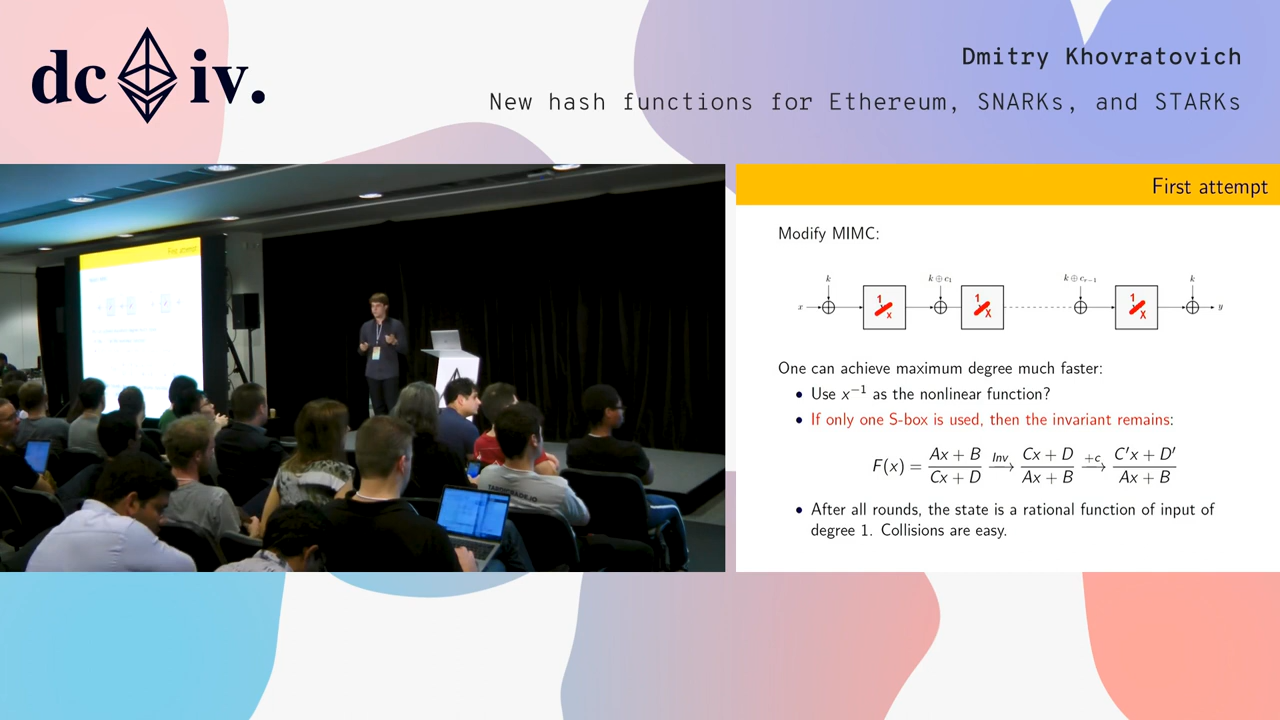 dc iv.
Dmitry Khovratovich
New hash functions for Ethereum, SNARKs, and STARKs
First attempt
Modify MIMC:
k k ⊕ c₁ k ⊕ cᵣ₋₁ k
x 1/x 1/x 1/x y
One can achieve maximum degree much faster:
• Use x⁻¹ as the nonlinear function?
• If only one S-box is used, then the invariant remains:
F(x) = (Ax + B)/(Cx + D) —Inv→ (Cx + D)/(Ax + B) —+c→ (C′x + D′)/(Ax + B)
• After all rounds, the state is a rational function of input of
degree 1. Collisions are easy.
First attempt